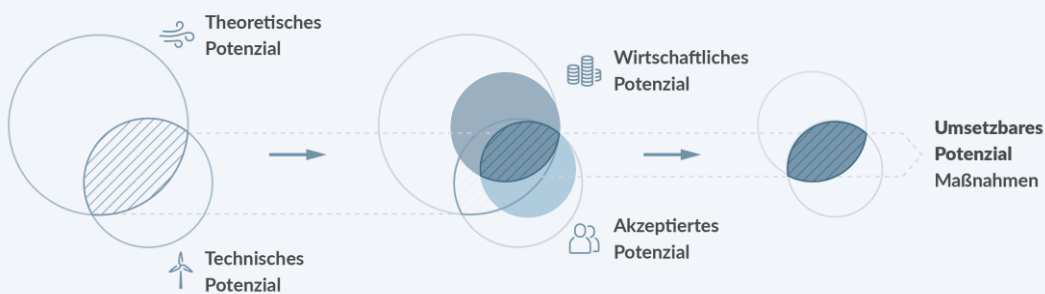 Theoretisches
Potenzial
Technisches
Potenzial
Wirtschaftliches
Potenzial
Akzeptiertes
Potenzial
Umsetzbares
Potenzial
Maßnahmen